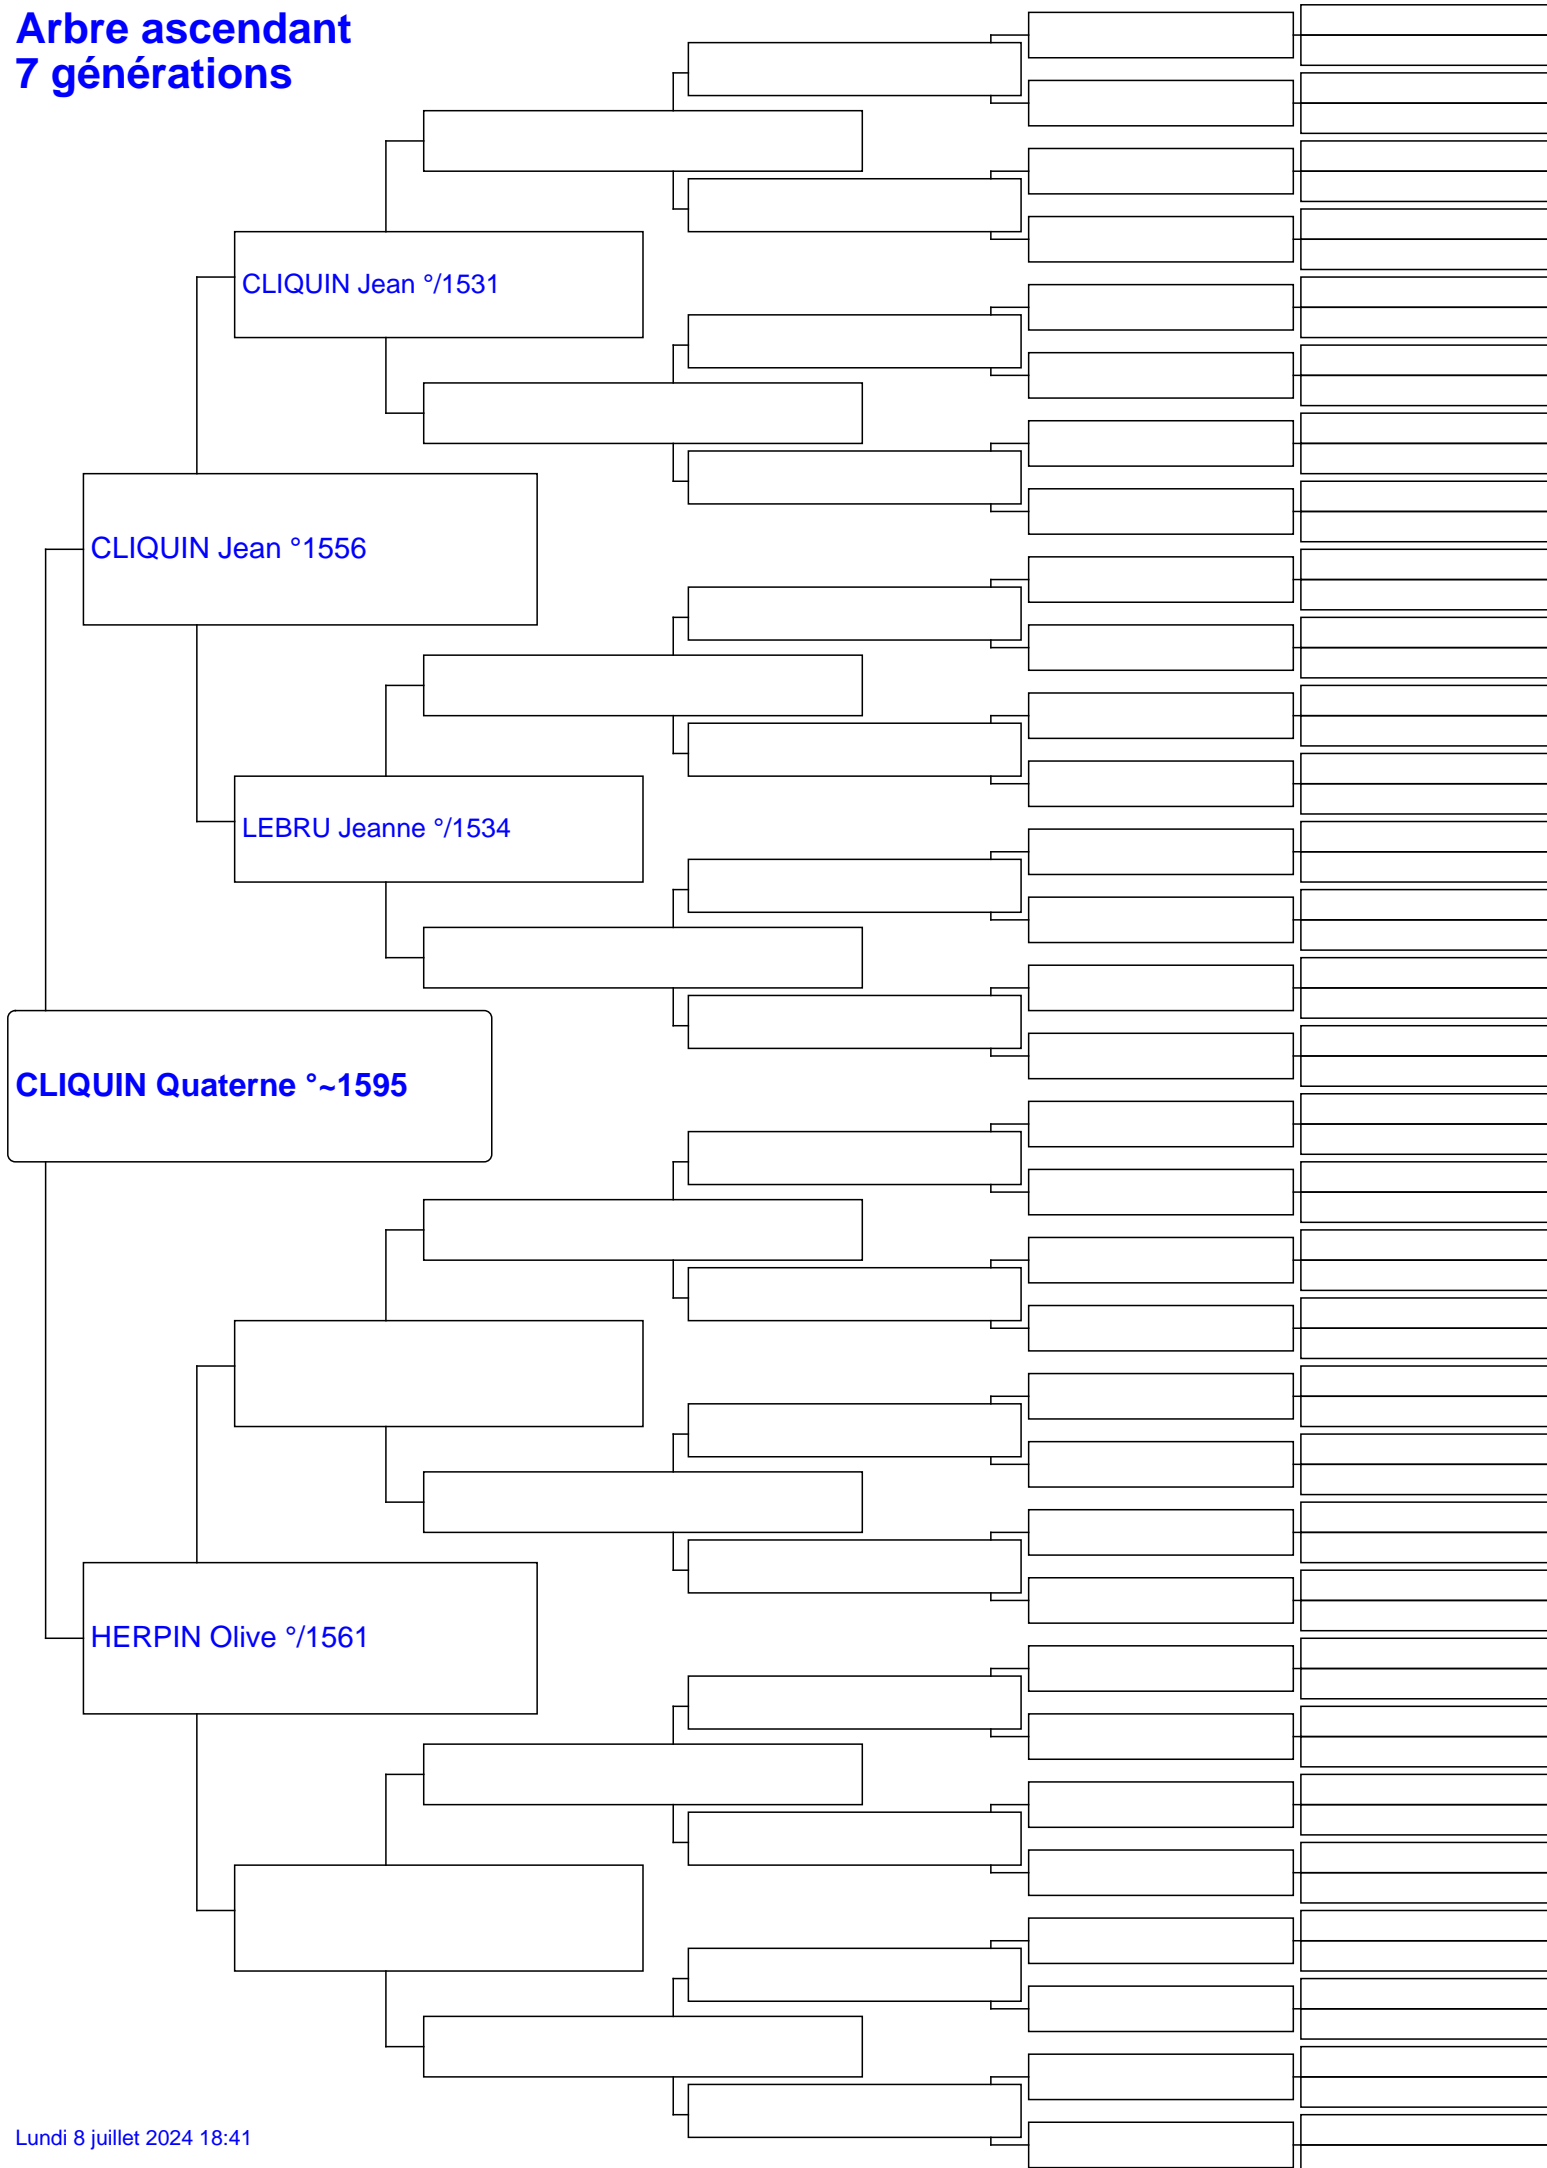 Arbre ascendant
7 générations
CLIQUIN Jean °/1531
CLIQUIN Jean °1556
LEBRU Jeanne °/1534
CLIQUIN Quaterne °~1595
HERPIN Olive °/1561
Lundi 8 juillet 2024 18:41